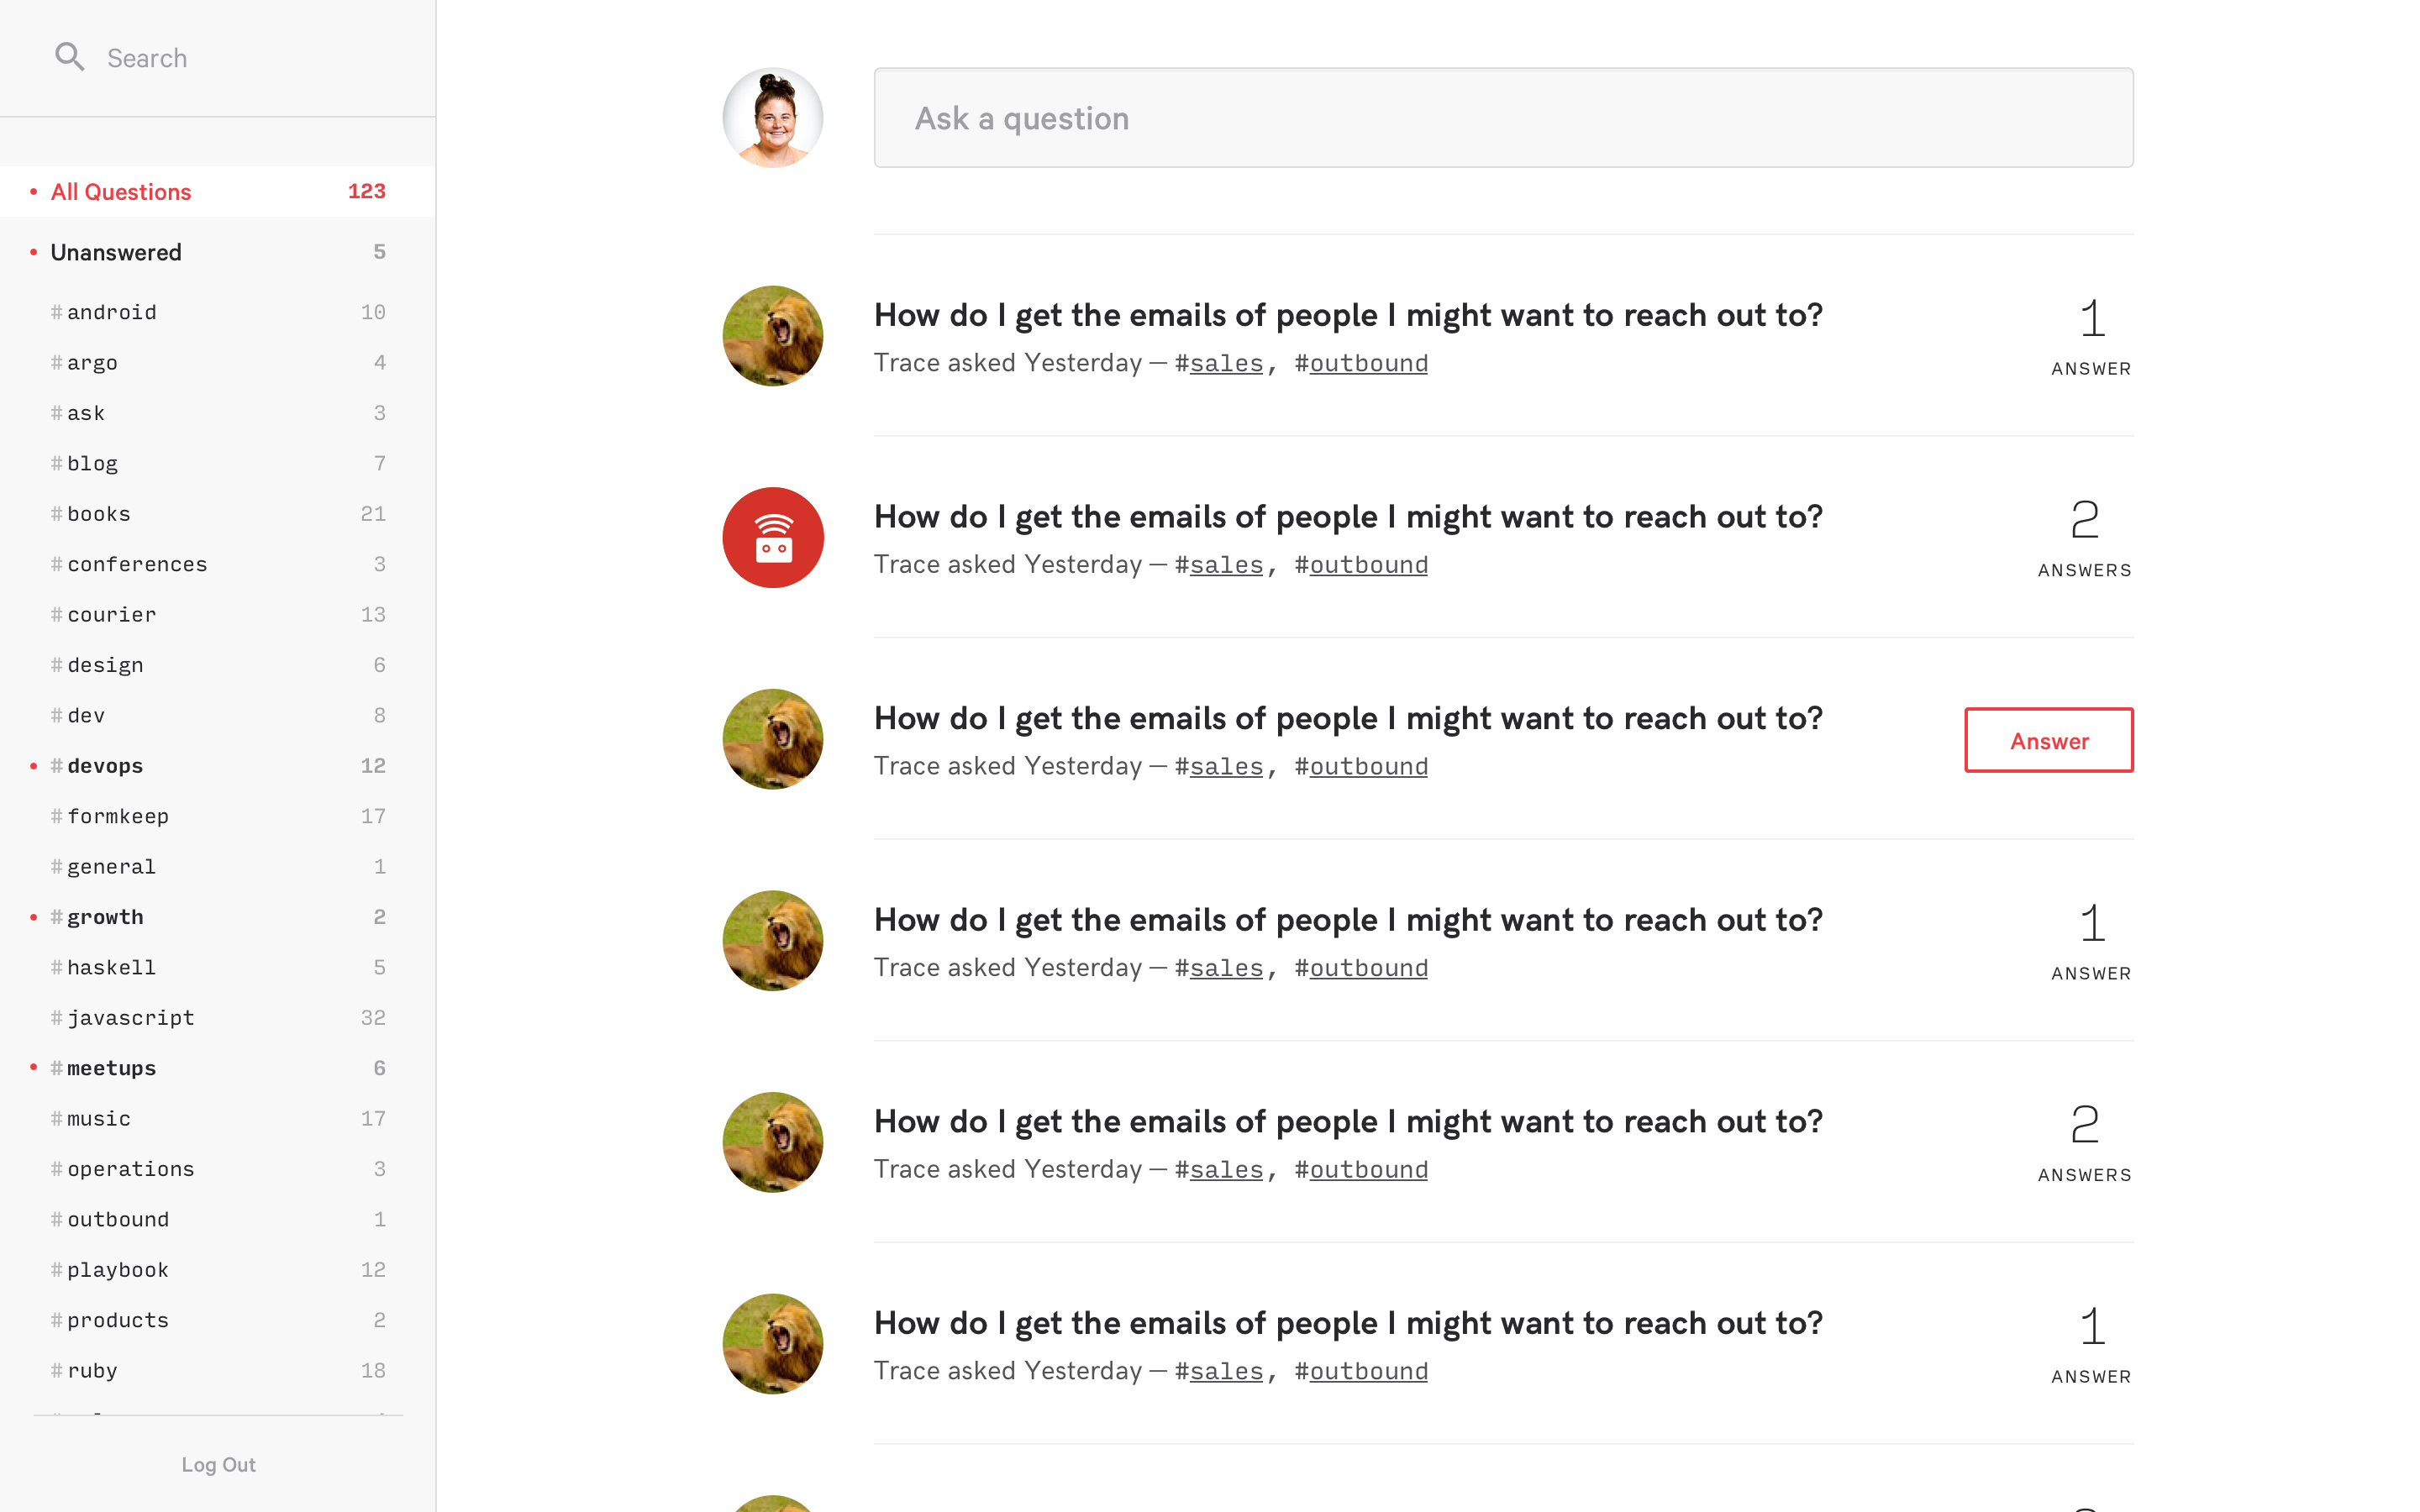 Search
All Questions 123
Unanswered 5
#android 10
#argo 4
#ask 3
#blog 7
#books 21
#conferences 3
#courier 13
#design 6
#dev 8
#devops 12
#formkeep 17
#general 1
#growth 2
#haskell 5
#javascript 32
#meetups 6
#music 17
#operations 3
#outbound 1
#playbook 12
#products 2
#ruby 18
Log Out
Ask a question
How do I get the emails of people I might want to reach out to?
Trace asked Yesterday — #sales, #outbound
1
ANSWER
How do I get the emails of people I might want to reach out to?
Trace asked Yesterday — #sales, #outbound
2
ANSWERS
How do I get the emails of people I might want to reach out to?
Trace asked Yesterday — #sales, #outbound
Answer
How do I get the emails of people I might want to reach out to?
Trace asked Yesterday — #sales, #outbound
1
ANSWER
How do I get the emails of people I might want to reach out to?
Trace asked Yesterday — #sales, #outbound
2
ANSWERS
How do I get the emails of people I might want to reach out to?
Trace asked Yesterday — #sales, #outbound
1
ANSWER